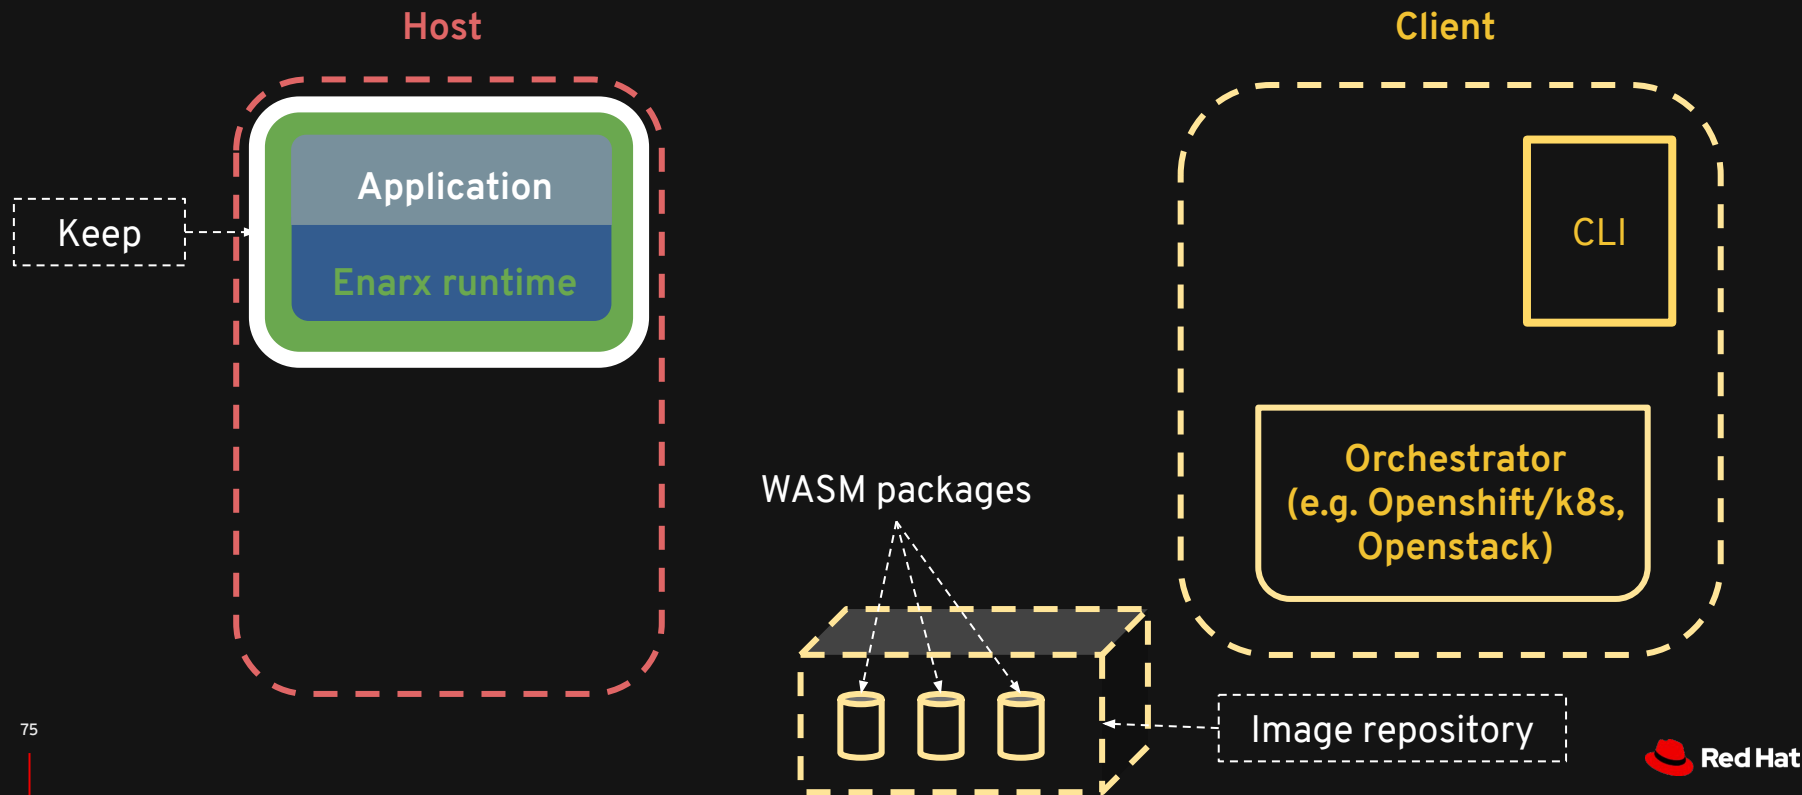 Host
Client
Application
Keep
CLI
Enarx runtime
Orchestrator
(e.g. Openshift/k8s,
Openstack)
WASM packages
Image repository
75
Red Hat